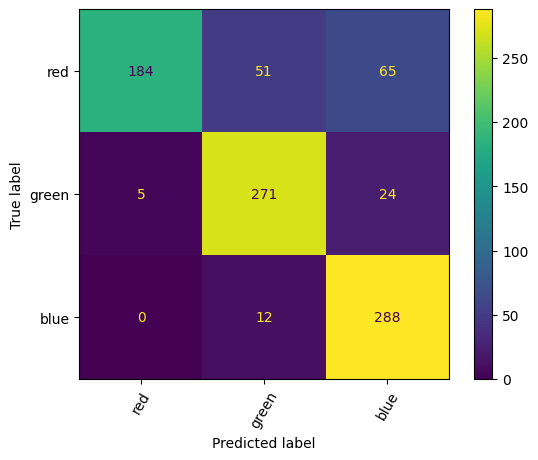 red 184 51 65
green 5 271 24
blue 0 12 288
red green blue
True label
Predicted label
250
200
150
100
50
0